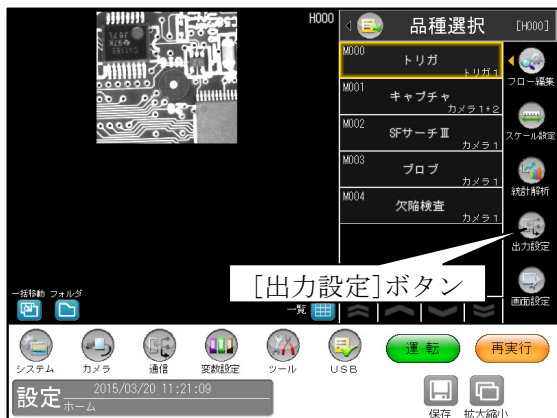 H000
品種選択
[H000]
M000
トリガ
トリガ1
M001
キャプチャ
カメラ1+2
M002
SFサーチⅢ
カメラ1
M003
ブロブ
カメラ1
M004
欠陥検査
カメラ1
フロー編集
スケール設定
統計解析
出力設定
画面設定
[出力設定]ボタン
一括移動 フォルダ
一覧
システム
カメラ
通信
変数設定
ツール
USB
運転
再実行
設定
2015/03/20 11:21:09
ホーム
保存
拡大縮小